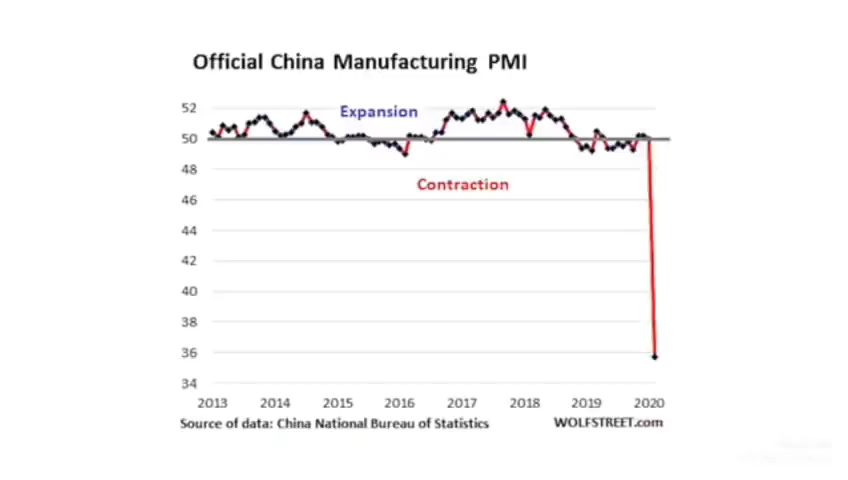 Official China Manufacturing PMI
52
Expansion
50
48
Contraction
46
44
42
40
38
36
34
2013 2014 2015 2016 2017 2018 2019 2020
Source of data: China National Bureau of Statistics WOLFSTREET.com